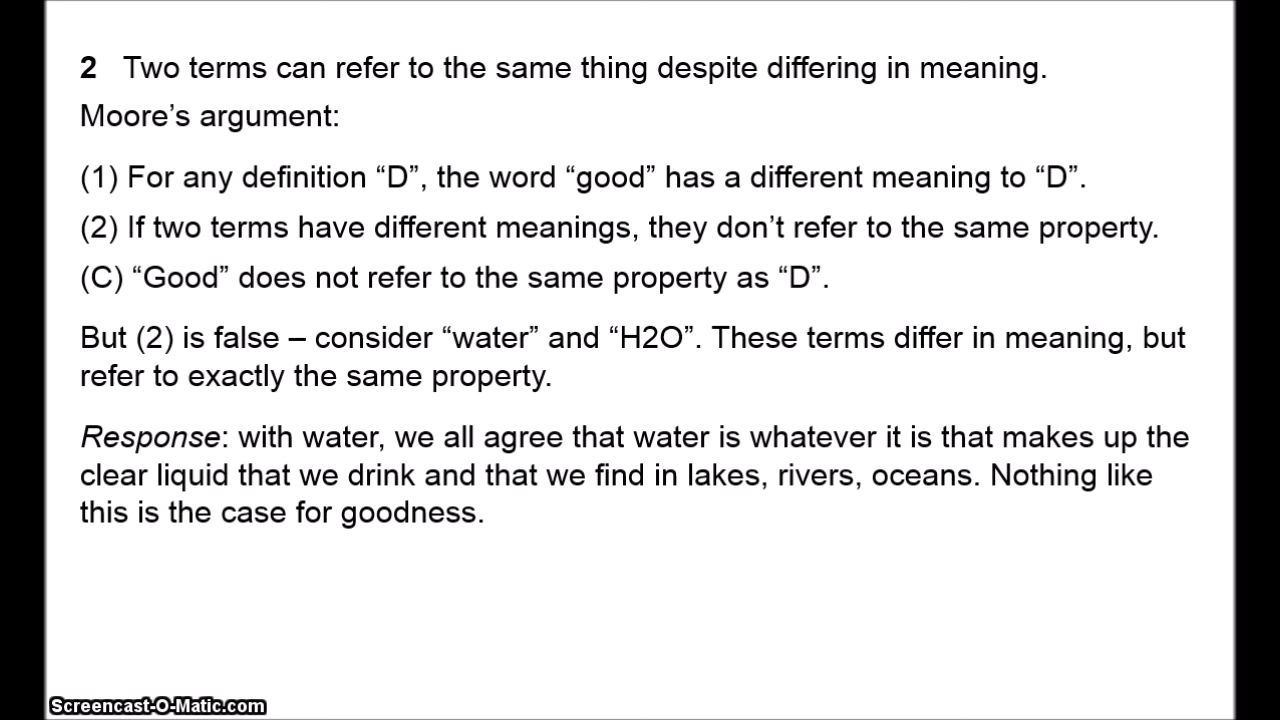 2 Two terms can refer to the same thing despite differing in meaning.
Moore’s argument:
(1) For any definition “D”, the word “good” has a different meaning to “D”.
(2) If two terms have different meanings, they don’t refer to the same property.
(C) “Good” does not refer to the same property as “D”.
But (2) is false – consider “water” and “H2O”. These terms differ in meaning, but
refer to exactly the same property.
Response: with water, we all agree that water is whatever it is that makes up the
clear liquid that we drink and that we find in lakes, rivers, oceans. Nothing like
this is the case for goodness.
Screencast-O-Matic.com